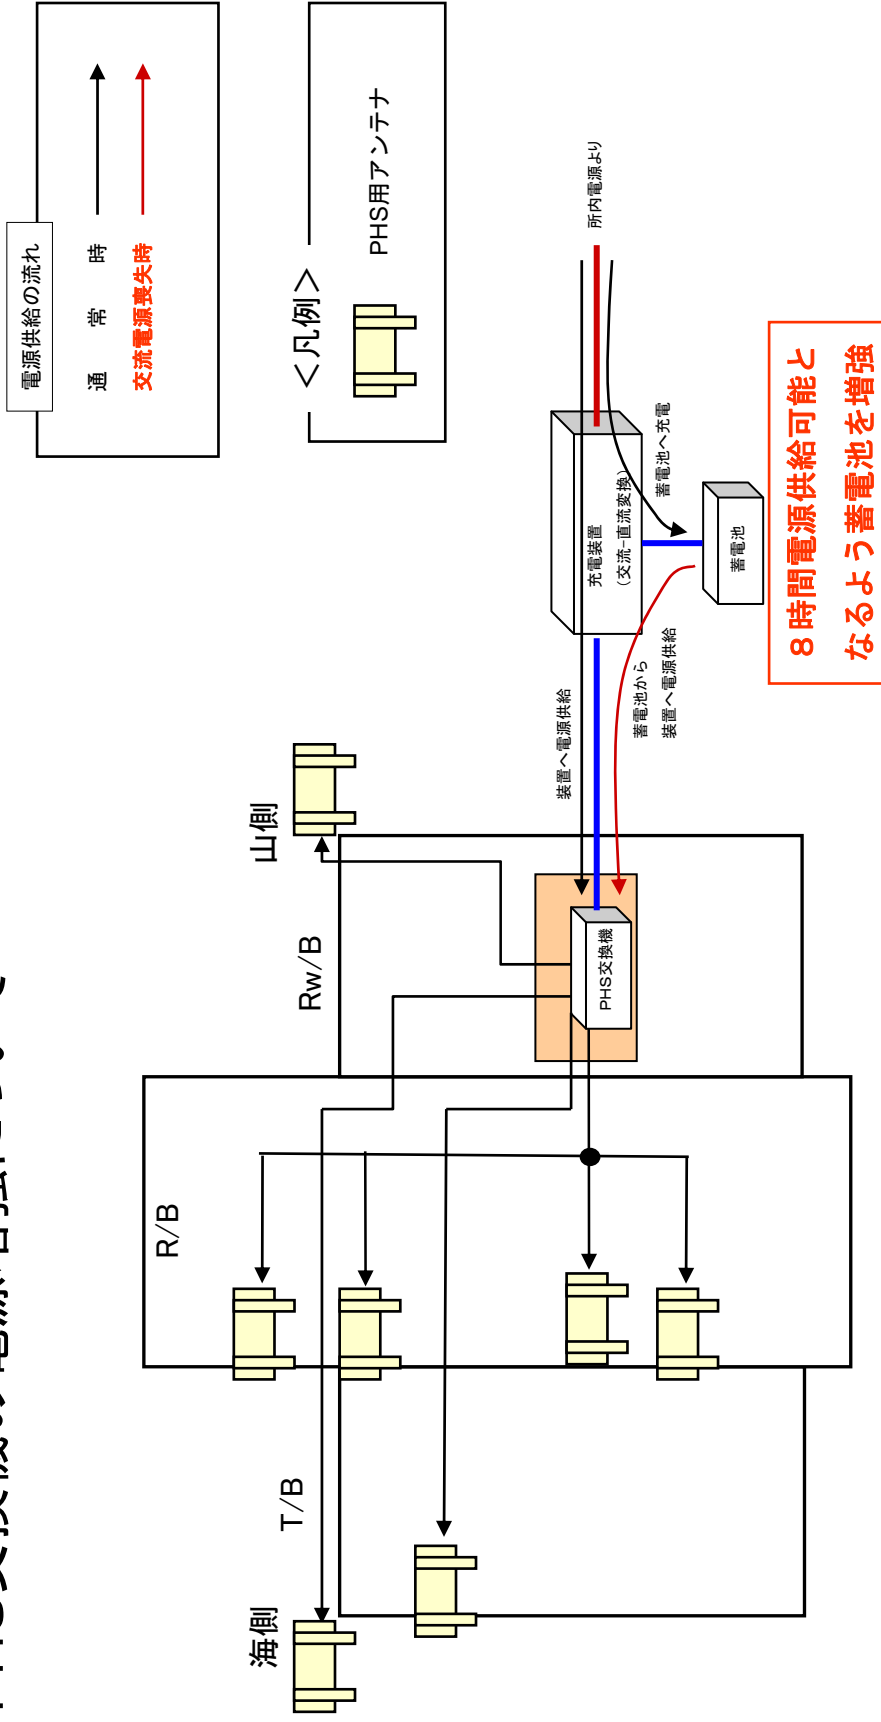 電源供給の流れ
通常時
交流電源喪失時
＜凡例＞
PHS用アンテナ
所内電源より
充電装置
（交流−直流変換）
蓄電池へ充電
蓄電池
８時間電源供給可能と
なるよう蓄電池を増強
装置へ電源供給
蓄電池から
装置へ電源供給
山側
Rw/B
PHS交換機
R/B
T/B
海側